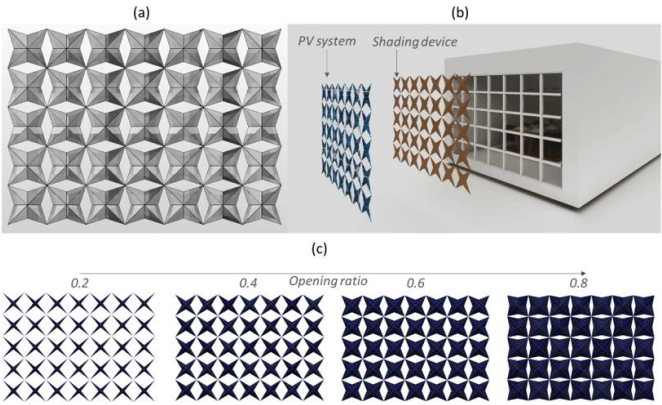 (a)
(b)
PV system
Shading device
(c)
0.2
0.4
Opening ratio
0.6
0.8